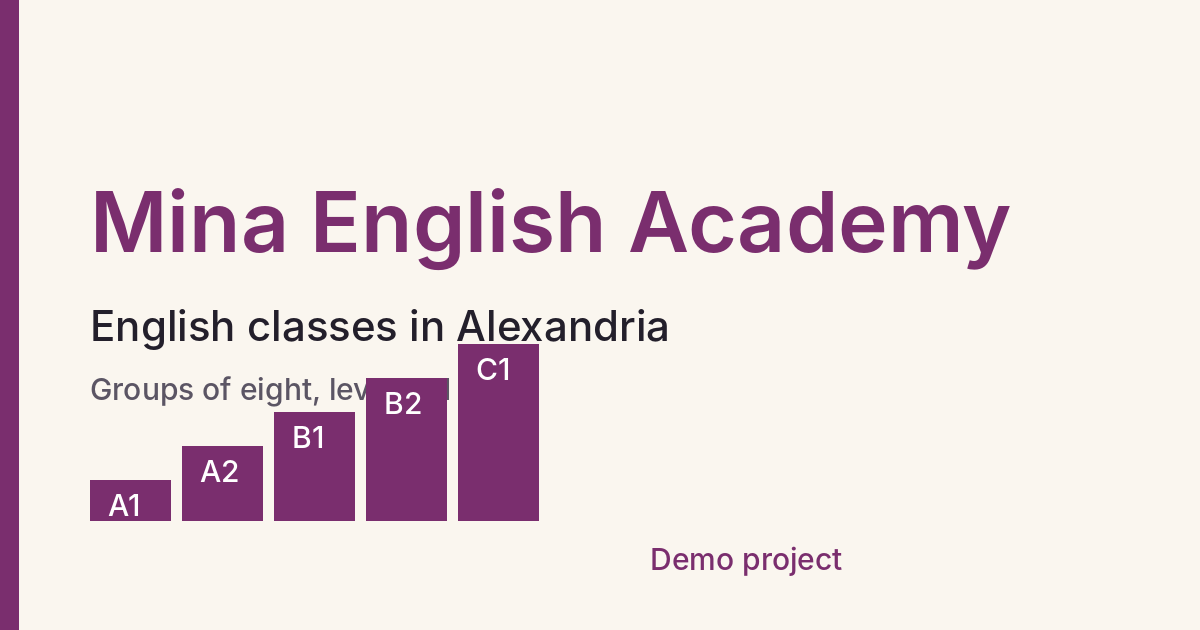 Mina English Academy
English classes in Alexandria
Groups of eight,
C1
B2
B1
A2
A1
Demo project